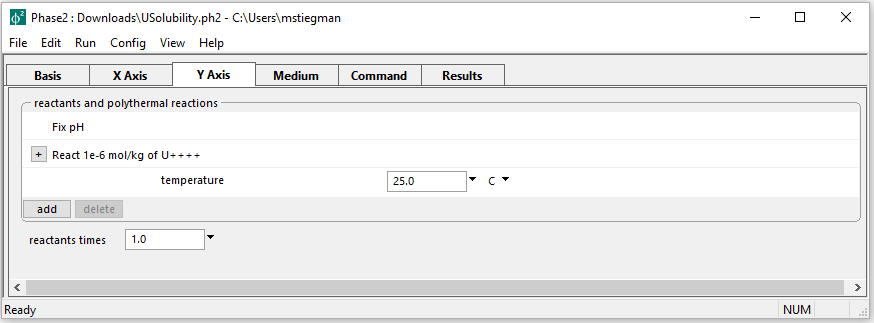 Phase2 : Downloads\USolubility.ph2 - C:\Users\mstiegman
File Edit Run Config View Help
Basis X Axis Y Axis Medium Command Results
reactants and polythermal reactions
Fix pH
+ React 1e-6 mol/kg of U++++
temperature 25.0 C
add delete
reactants times 1.0
Ready NUM